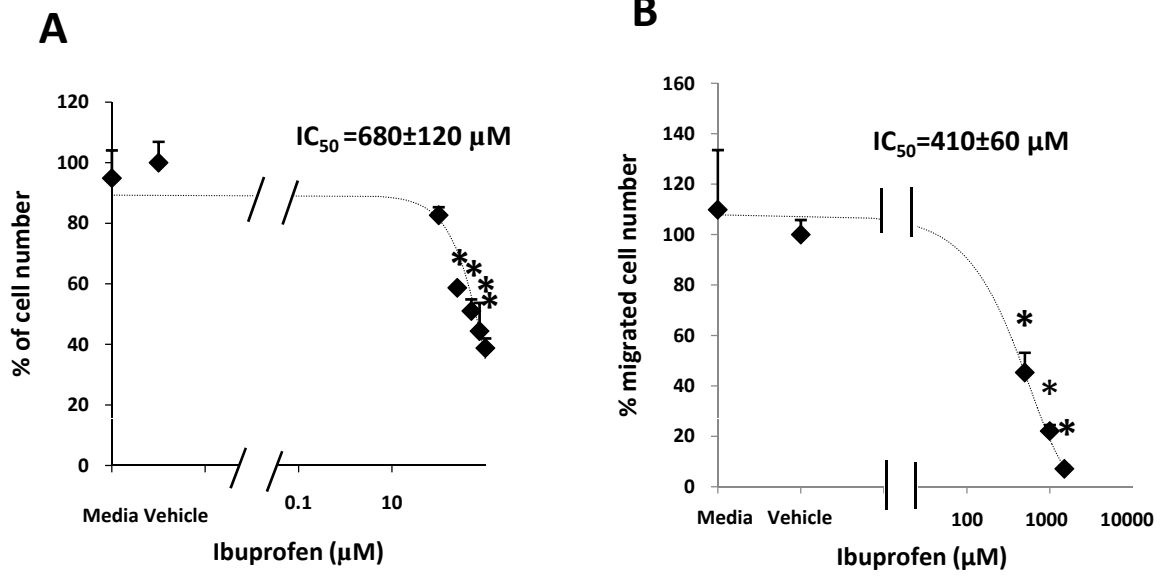 A
120
100
80
60
40
20
0
% of cell number
IC50 =680±120 μM
* * * *
0.1 10
Media Vehicle
Ibuprofen (μM)
B
160
140
120
100
80
60
40
20
0
% migrated cell number
IC50=410±60 μM
*
*
*
Media Vehicle 100 1000 10000
Ibuprofen (μM)